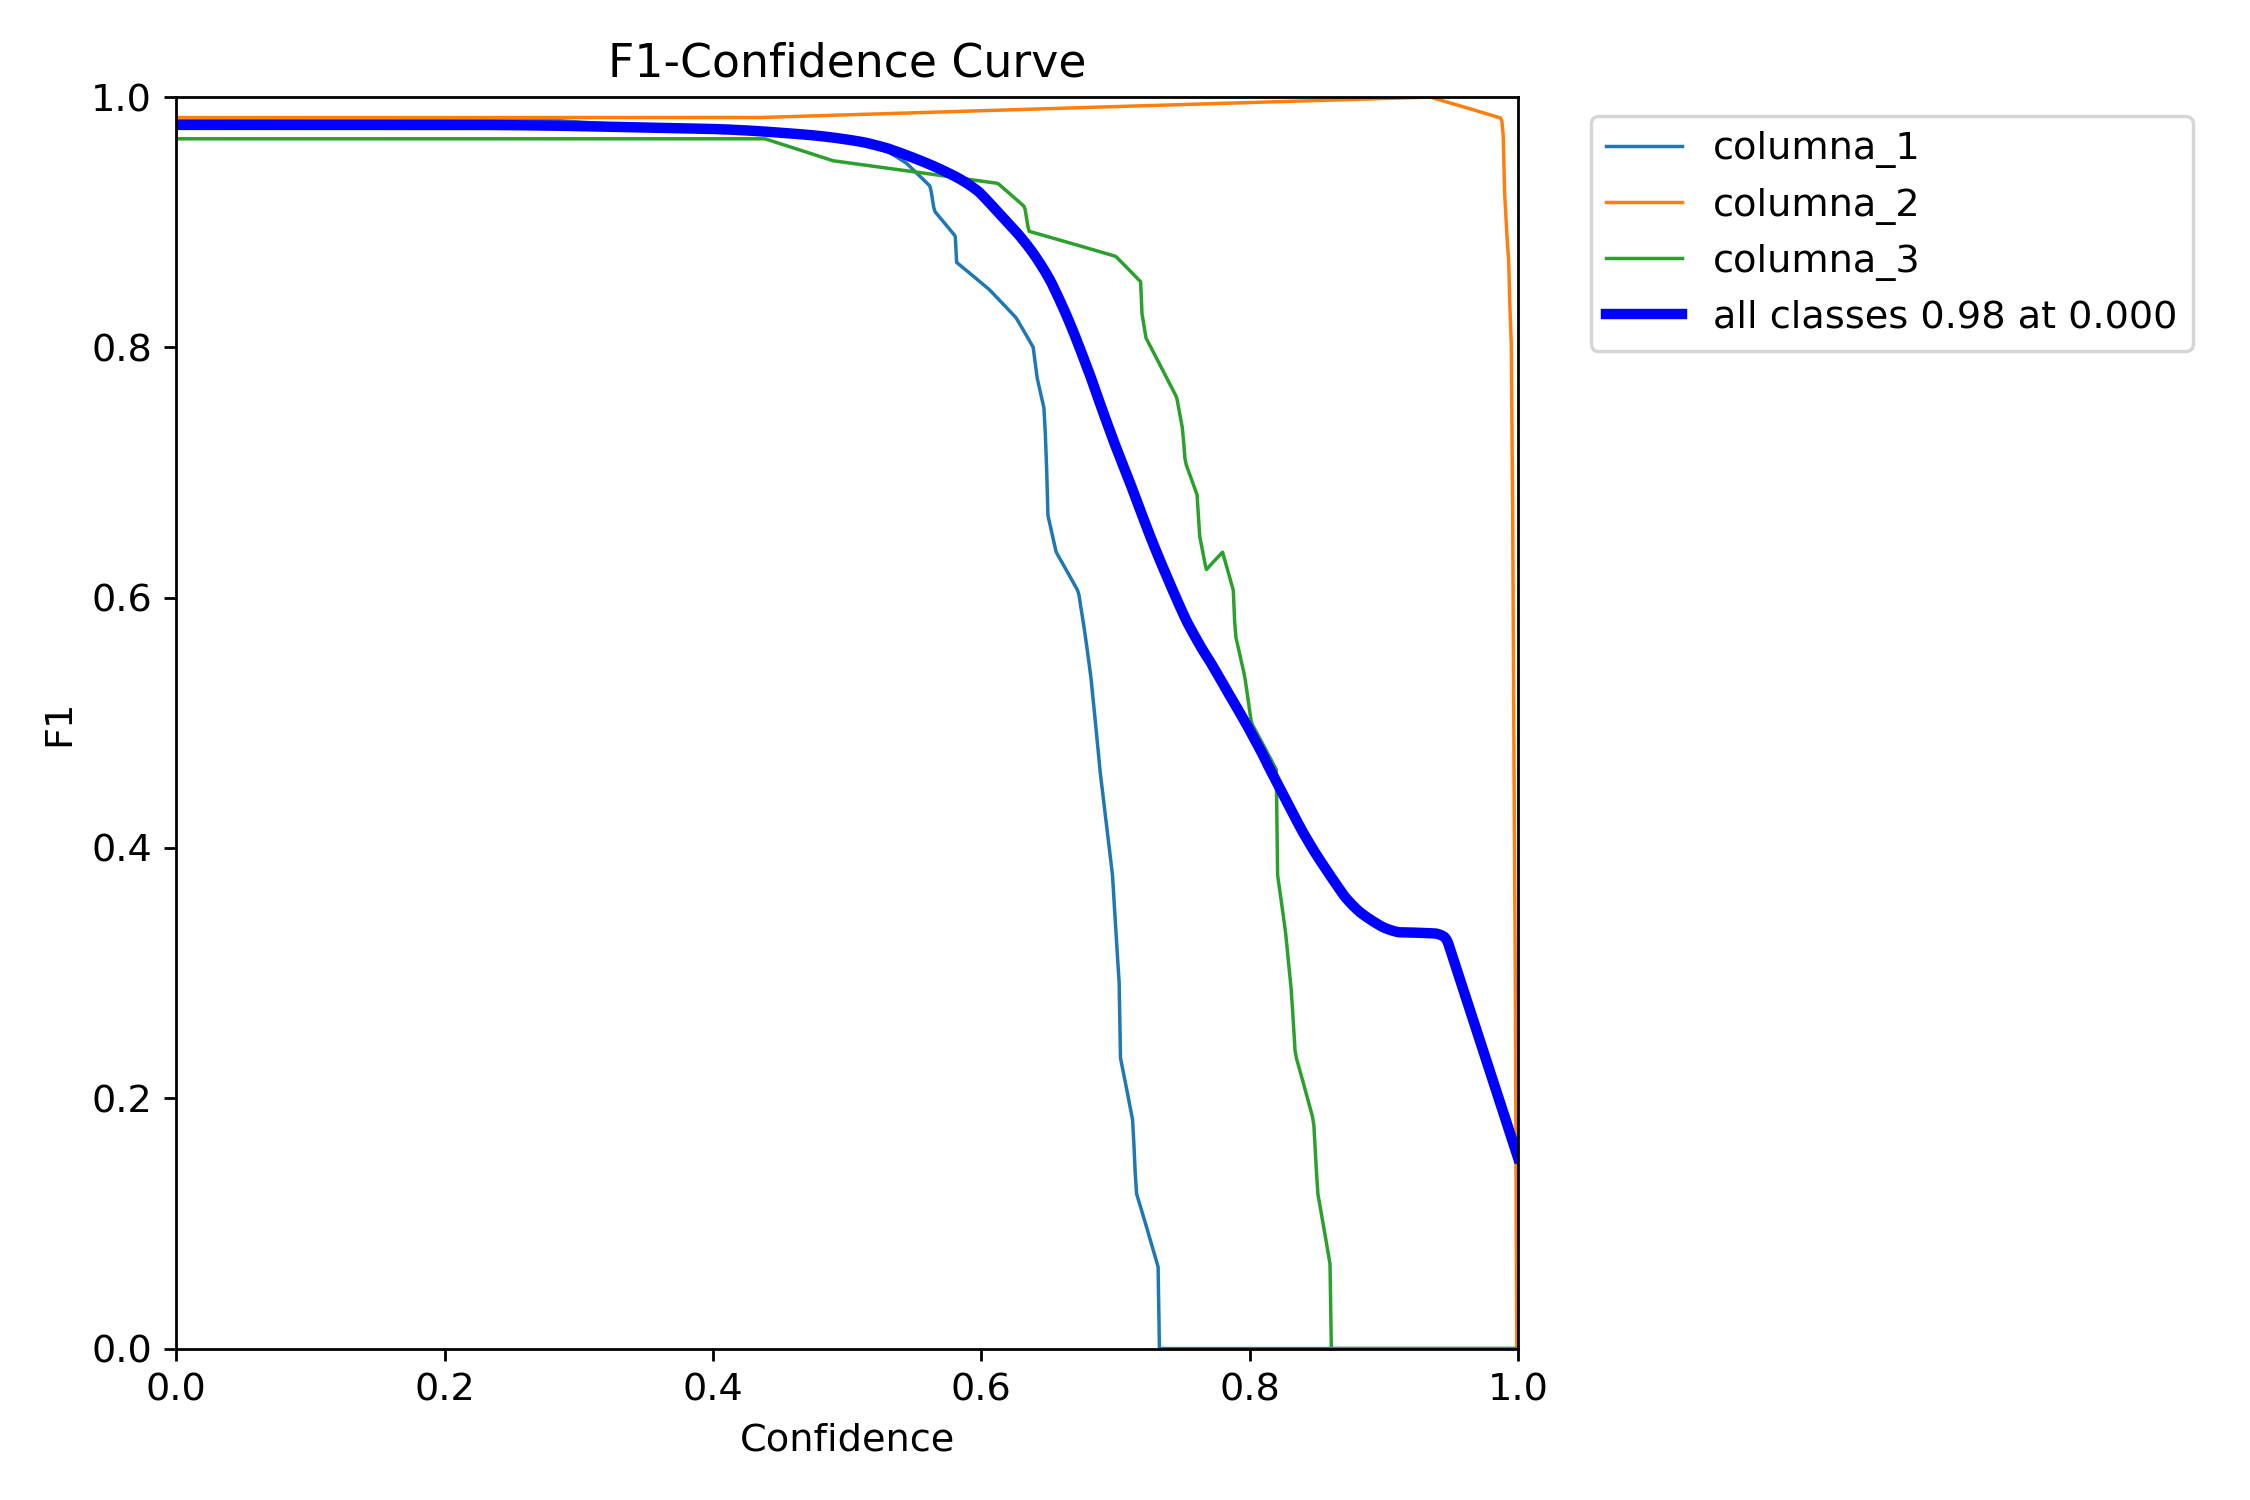 F1-Confidence Curve
columna_1
columna_2
columna_3
all classes 0.98 at 0.000
F1
1.0
0.8
0.6
0.4
0.2
0.0
0.0 0.2 0.4 0.6 0.8 1.0
Confidence